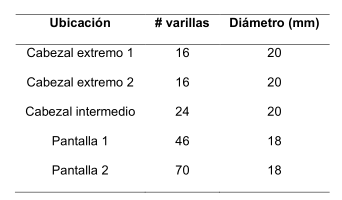 Ubicación # varillas Diámetro (mm)
Cabezal extremo 1 16 20
Cabezal extremo 2 16 20
Cabezal intermedio 24 20
Pantalla 1 46 18
Pantalla 2 70 18